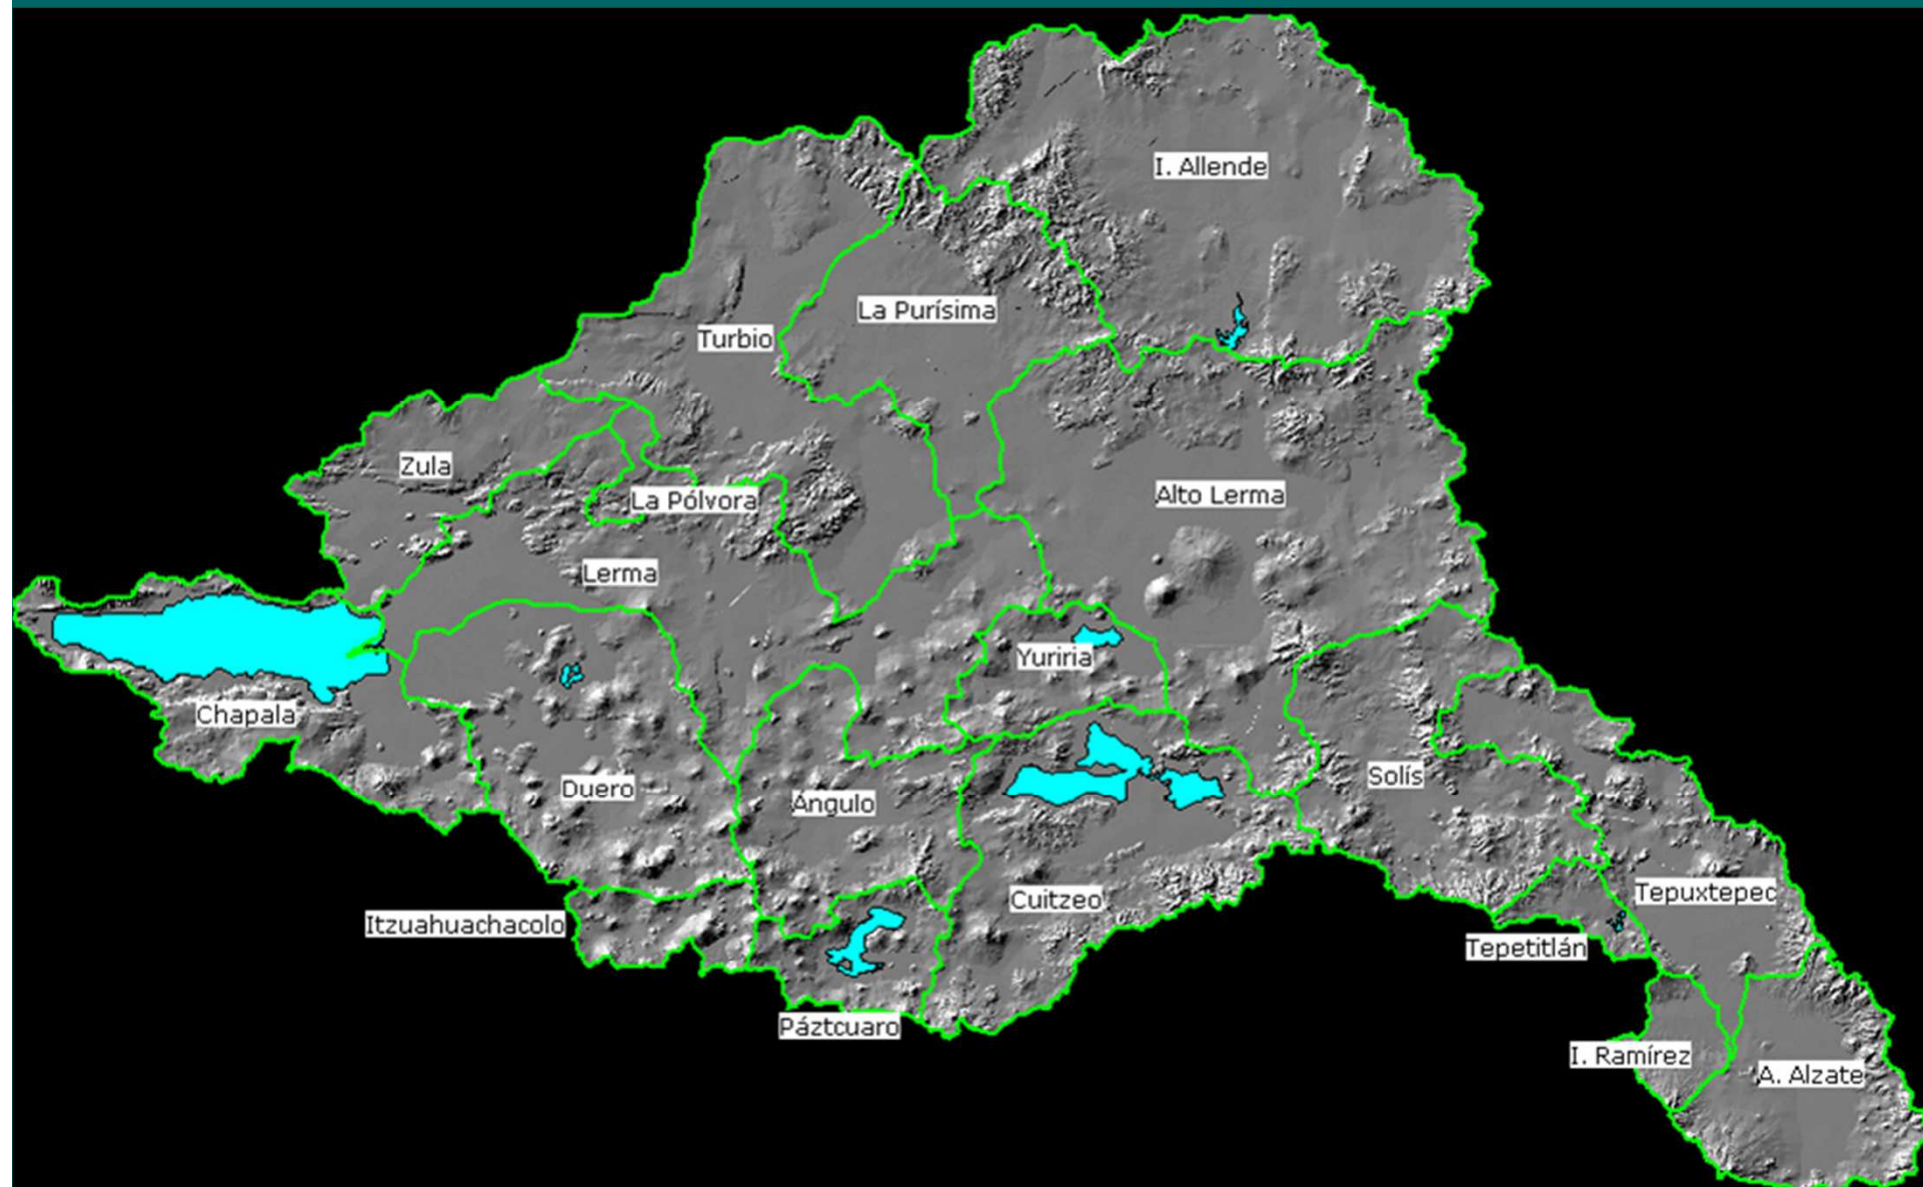 I. Allende
La Purísima
Turbio
Zula
La Pólvora
Alto Lerma
Lerma
Yuriria
Chapala
Duero
Angulo
Solís
Cuitzeo
Tepuxtepec
Itzuahuachacolo
Tepetitlán
Páztcuaro
I. Ramírez
A. Alzate